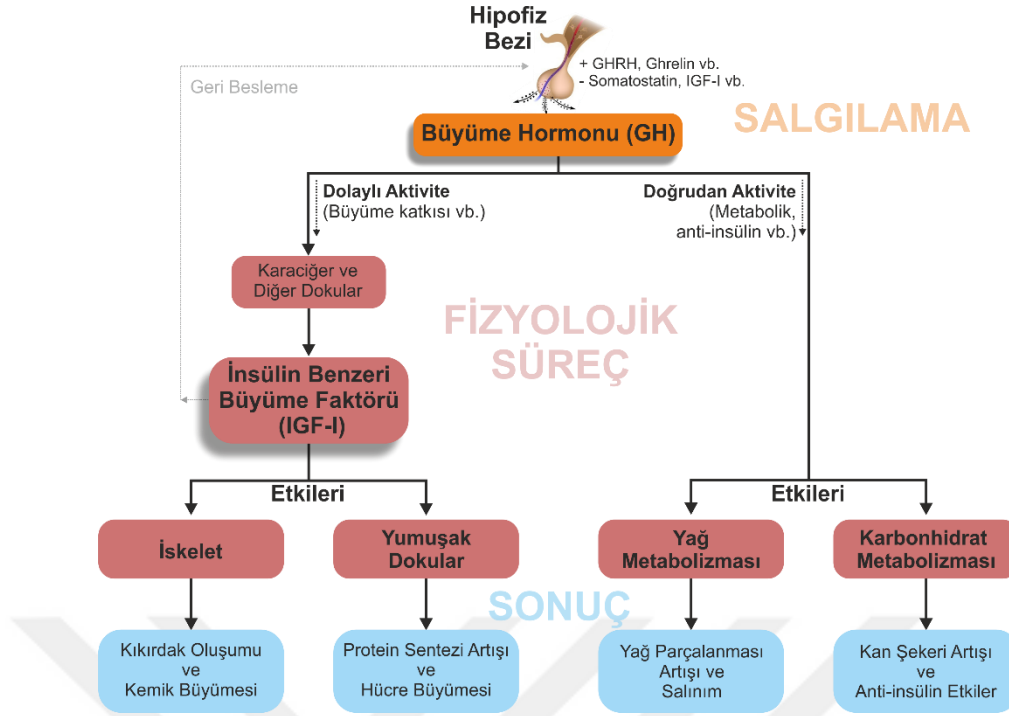 Hipofiz
Bezi
+ GHRH, Ghrelin vb.
- Somatostatin, IGF-I vb.
Geri Besleme
SALGILAMA
Büyüme Hormonu (GH)
Dolaylı Aktivite
(Büyüme katkısı vb.)
Doğrudan Aktivite
(Metabolik,
anti-insülin vb.)
Karaciğer ve
Diğer Dokular
FİZYOLOJİK
SÜREÇ
İnsülin Benzeri
Büyüme Faktörü
(IGF-I)
Etkileri
Etkileri
İskelet
Yumuşak
Dokular
Yağ
Metabolizması
Karbonhidrat
Metabolizması
SONUÇ
Kıkırdak Oluşumu
ve
Kemik Büyümesi
Protein Sentezi Artışı
ve
Hücre Büyümesi
Yağ Parçalanması
Artışı ve
Salınım
Kan Şekeri Artışı
ve
Anti-insülin Etkiler